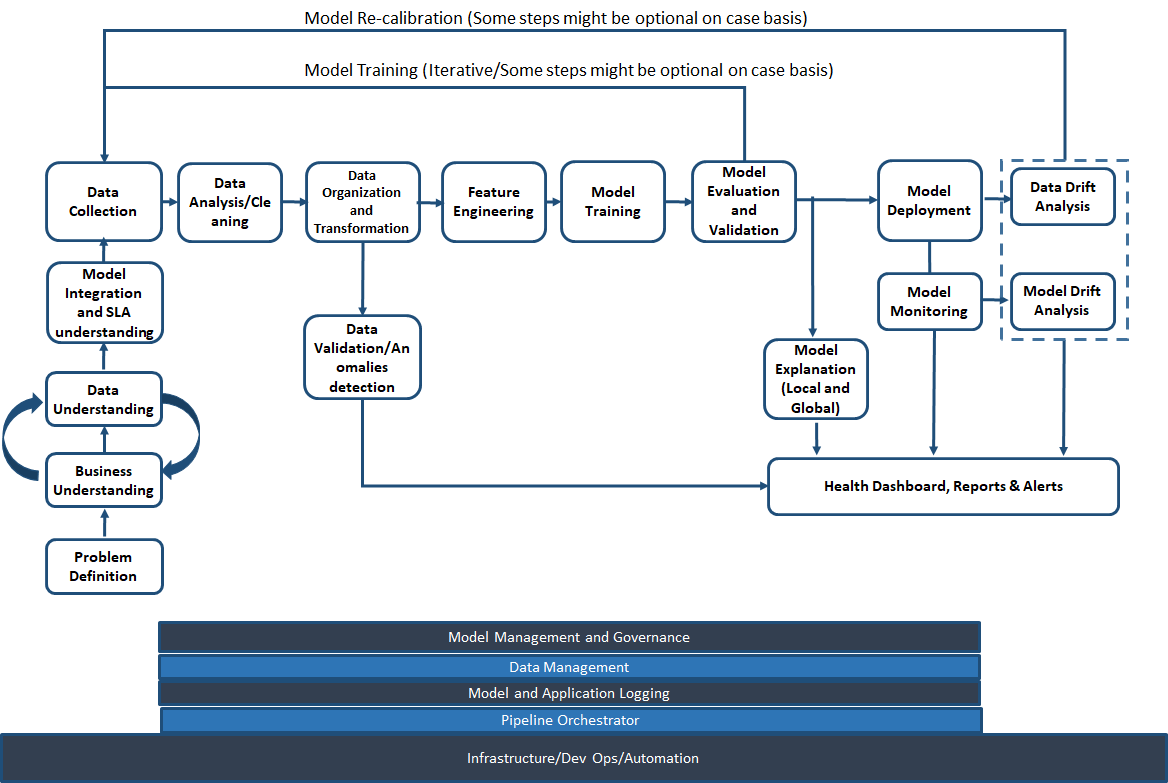 Model Re-calibration (Some steps might be optional on case basis)
Model Training (Iterative/Some steps might be optional on case basis)
Data
Collection
Data
Analysis/Cle
aning
Data
Organization
and
Transformation
Feature
Engineering
Model
Training
Model
Evaluation
and
Validation
Model
Deployment
Data Drift
Analysis
Model
Integration
and SLA
understanding
Model
Monitoring
Model Drift
Analysis
Data
Validation/An
omalies
detection
Model
Explanation
(Local and
Global)
Data
Understanding
Business
Understanding
Health Dashboard, Reports & Alerts
Problem
Definition
Model Management and Governance
Data Management
Model and Application Logging
Pipeline Orchestrator
Infrastructure/Dev Ops/Automation